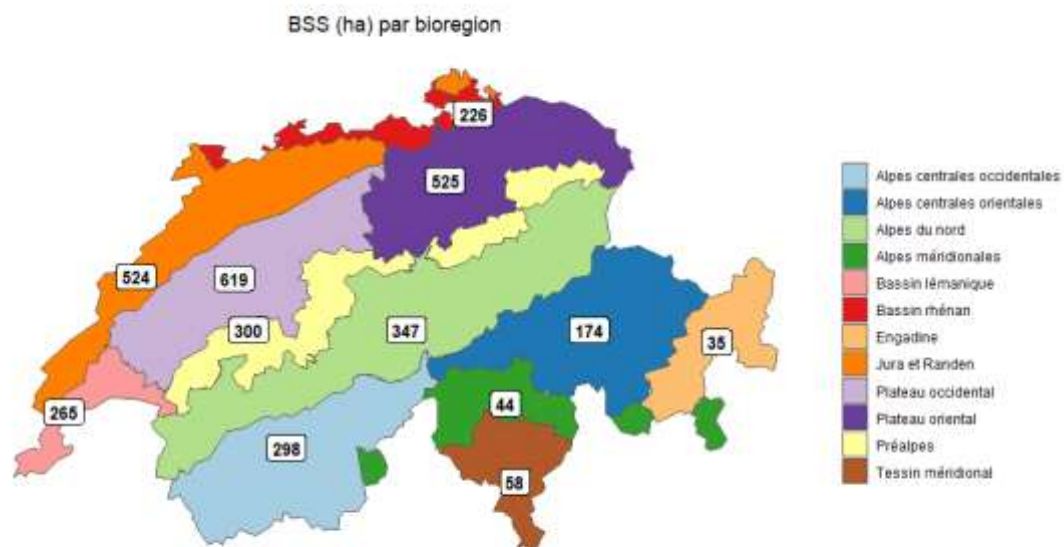 BSS (ha) par bioregion
226
525
524
619
300
347
174
35
265
44
298
58
Alpes centrales occidentales
Alpes centrales orientales
Alpes du nord
Alpes méridionales
Bassin lémanique
Bassin rhénan
Engadine
Jura et Randen
Plateau occidental
Plateau oriental
Préalpes
Tessin méridional